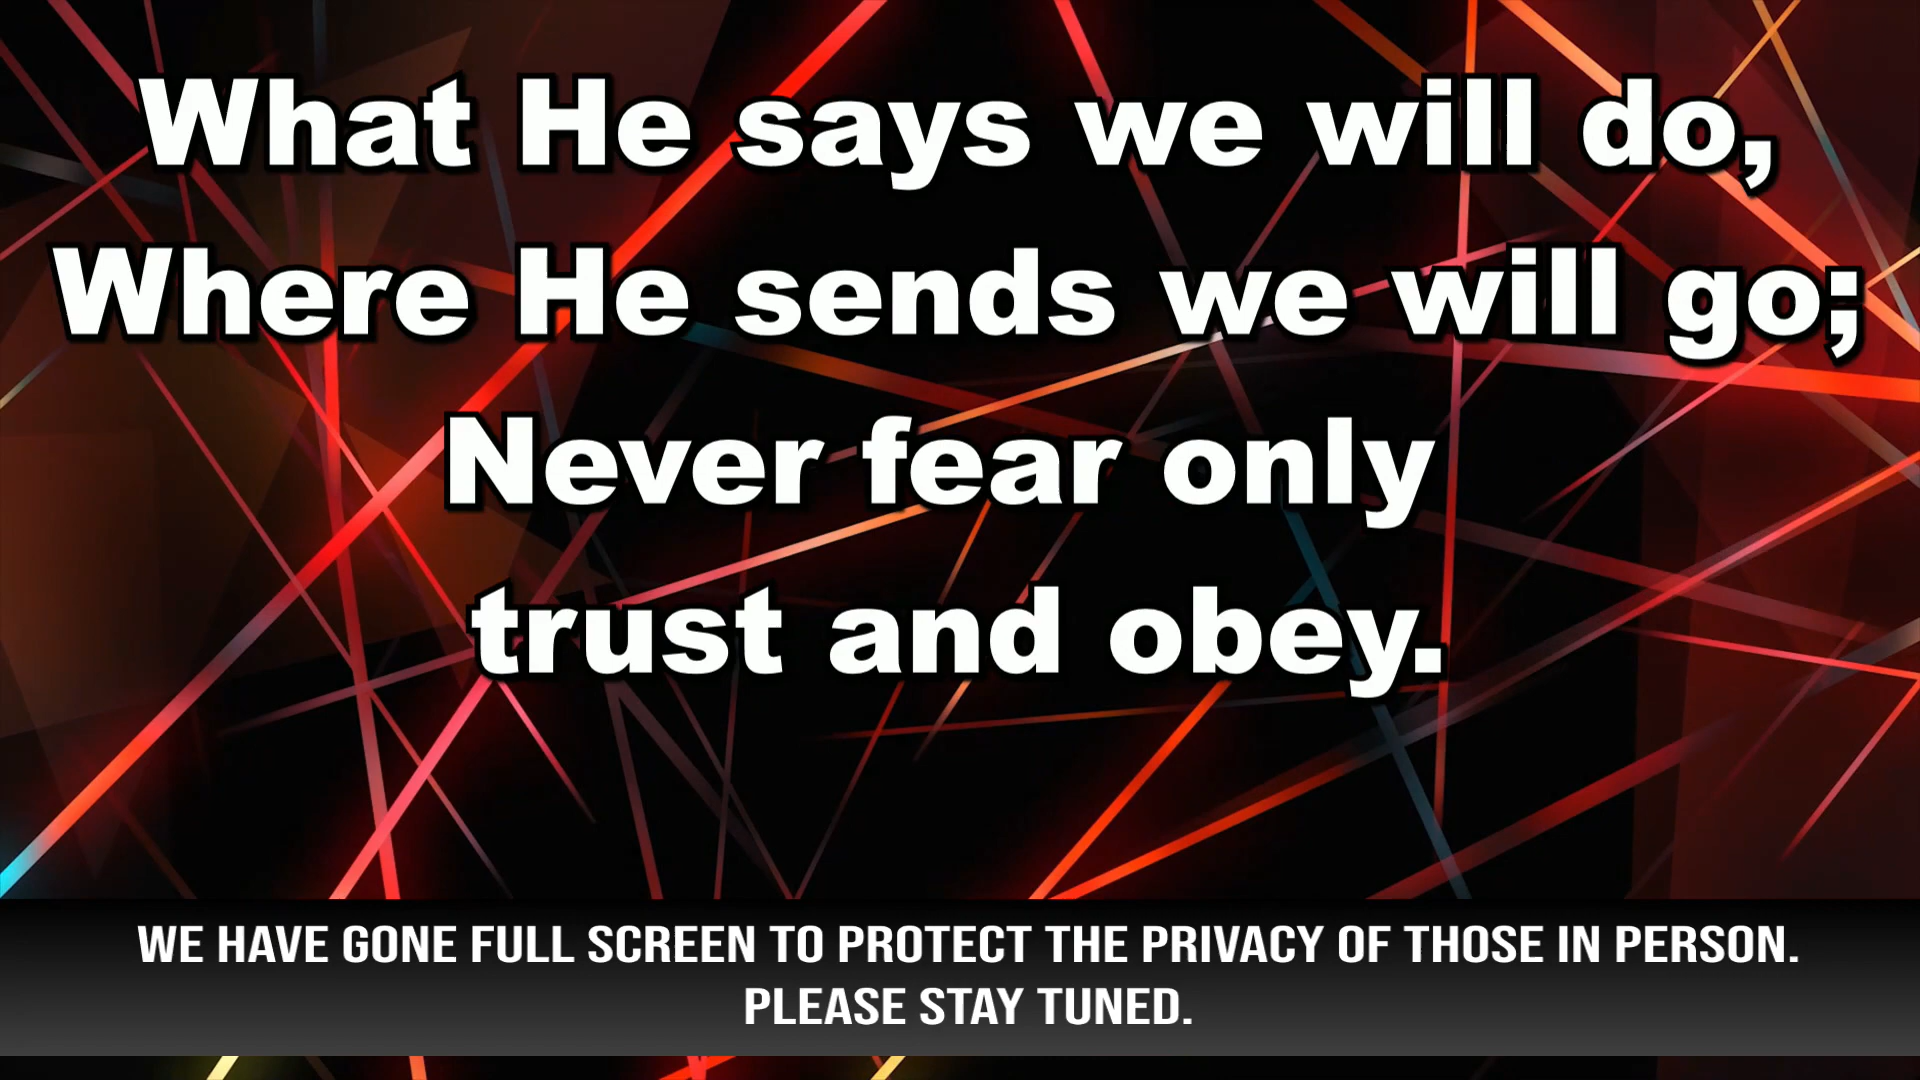 What He says we will do,
Where He sends we will go;
Never fear only
trust and obey.
WE HAVE GONE FULL SCREEN TO PROTECT THE PRIVACY OF THOSE IN PERSON.
PLEASE STAY TUNED.